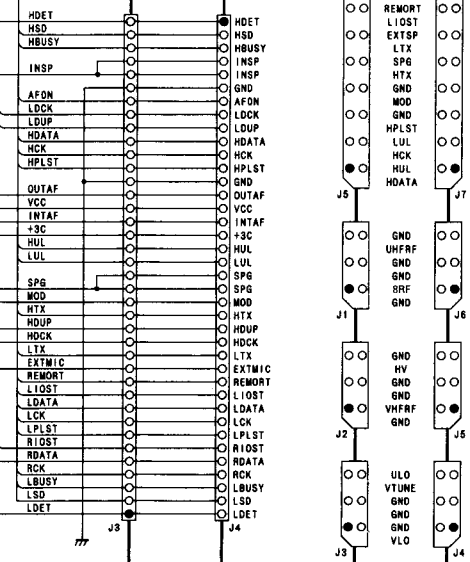 HDET
HSD
HBUSY
INSP
AFON
LDCK
LDUP
HDATA
HCK
HPLST
OUTAF
VCC
INTAF
+3C
HUL
LUL
SPG
MOD
HTX
HDUP
HDCK
LTX
EXTMIC
REMORT
LIOST
LDATA
LCK
LPLST
RIOST
RDATA
RCK
LBUSY
LSD
LDET
J3
HDET
HSD
HBUSY
INSP
INSP
GND
AFON
LDCK
LDUP
HDATA
HCK
HPLST
GND
OUTAF
VCC
INTAF
+3C
HUL
LUL
SPG
SPG
MOD
HTX
HDUP
HDCK
LTX
EXTMIC
REMORT
LIOST
LDATA
LCK
LPLST
RIOST
RDATA
RCK
LBUSY
LSD
LDET
J4
REMORT
LIOST
EXTSP
LTX
SPG
HTX
GND
MOD
GND
HPLST
LUL
HCK
HUL
HDATA
J5
J7
GND
UHFRF
GND
GND
8RF
GND
J1
J6
GND
HV
GND
GND
VHFRF
GND
J2
J5
ULO
VTUNE
GND
GND
GND
VLO
J3
J4